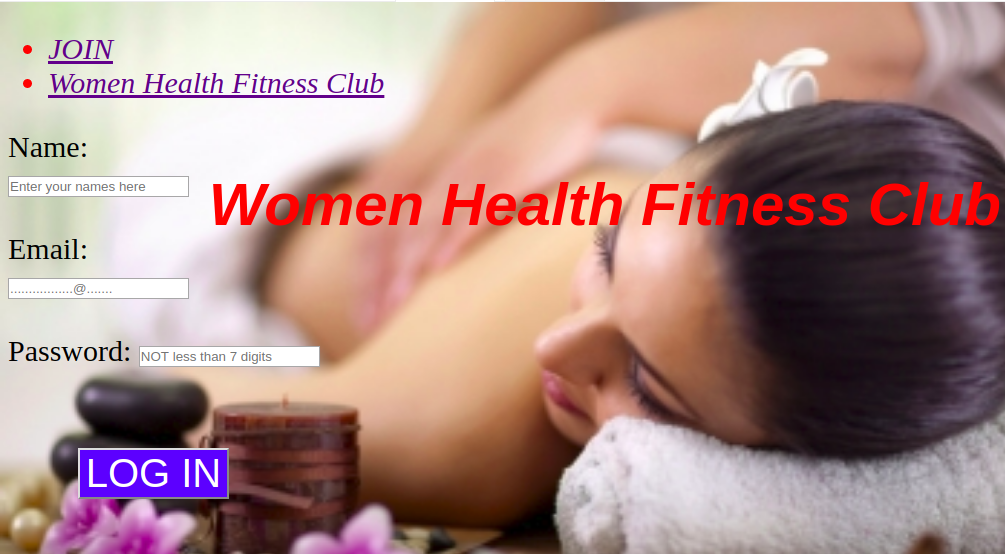 JOIN
Women Health Fitness Club
Name:
Enter your names here
Women Health Fitness Club
Email:
.................@.......
Password: NOT less than 7 digits
LOG IN